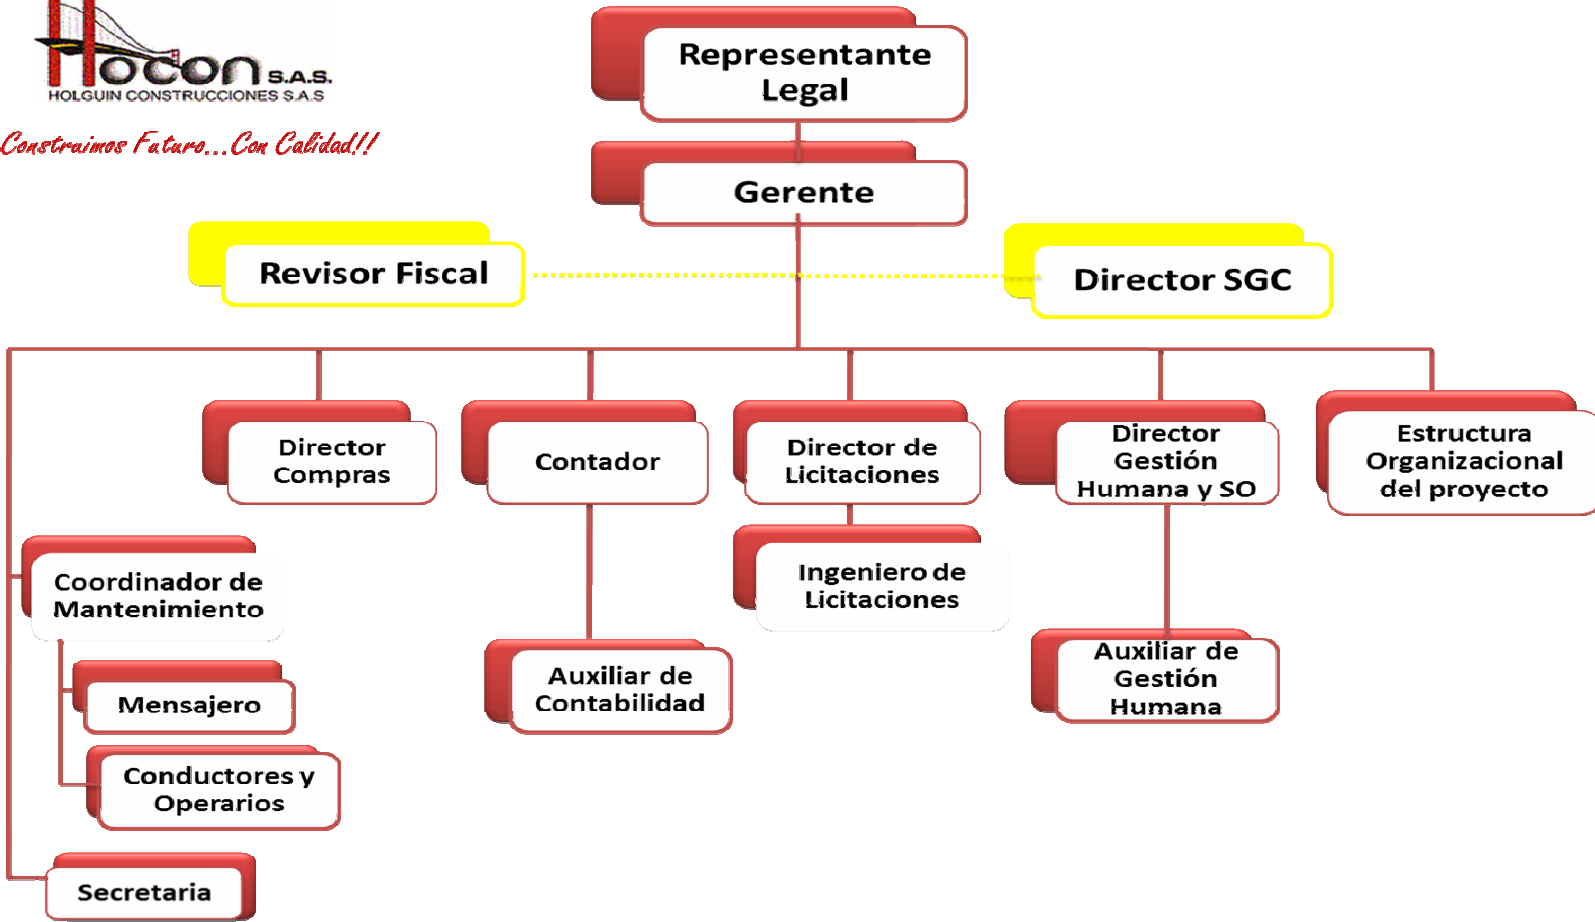 Hocon S.A.S.
HOLGUIN CONSTRUCCIONES S.A.S
Construimos Futuro...Con Calidad!!
Representante
Legal
Gerente
Revisor Fiscal
Director SGC
Director
Compras
Contador
Director de
Licitaciones
Director
Gestión
Humana y SO
Estructura
Organizacional
del proyecto
Coordinador de
Mantenimiento
Ingeniero de
Licitaciones
Mensajero
Auxiliar de
Contabilidad
Auxiliar de
Gestión
Humana
Conductores y
Operarios
Secretaria